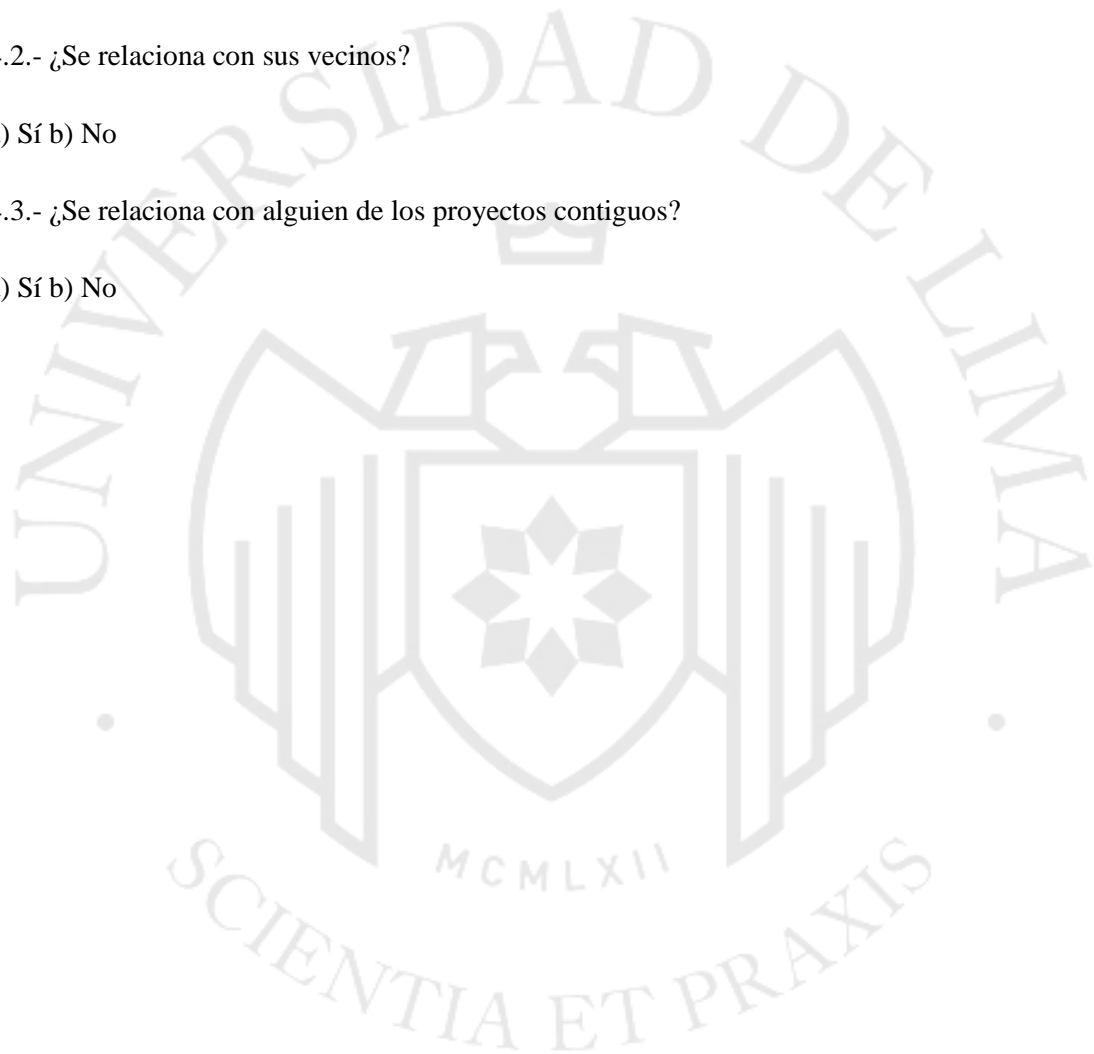 .2.- ¿Se relaciona con sus vecinos?
) Sí b) No
.3.- ¿Se relaciona con alguien de los proyectos contiguos?
) Sí b) No
UNIVERSIDAD DE LIMA
MCMLXII
SCIENTIA ET PRAXIS